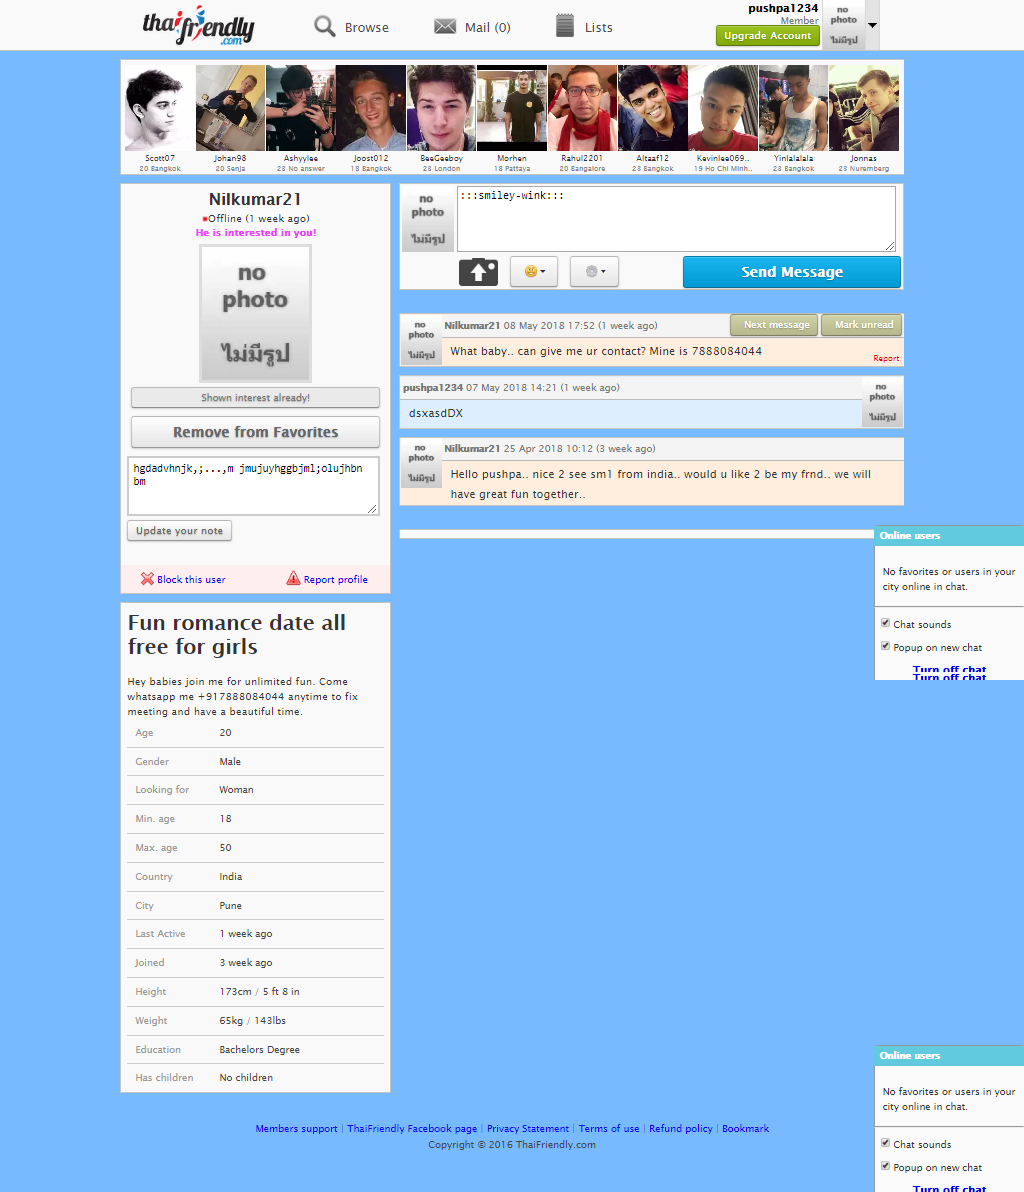 thaifriendly.com
Browse
Mail (0)
Lists
pushpa1234
Member
Upgrade Account
no photo ไม่มีรูป
Scott07
20 Bangkok
Johan98
20 Senja
Ashyylee
23 No answer
Joost012
18 Bangkok
BeeGeeboy
28 London
Morhen
18 Pattaya
Rahul2201
20 Bangalore
Altaaf12
23 Bangkok
Kevinlee069..
19 Ho Chi Minh..
Yinlalalala
23 Bangkok
Jonnas
23 Nuremberg
Nilkumar21
Offline (1 week ago)
He is interested in you!
no
photo
ไม่มีรูป
Shown interest already!
Remove from Favorites
hgdadvhnjk,;...,m jmujuyhggbjml;olujhbn
bm
Update your note
Block this user
Report profile
Fun romance date all
free for girls
Hey babies join me for unlimited fun. Come
whatsapp me +917888084044 anytime to fix
meeting and have a beautiful time.
Age 20
Gender Male
Looking for Woman
Min. age 18
Max. age 50
Country India
City Pune
Last Active 1 week ago
Joined 3 week ago
Height 173cm / 5 ft 8 in
Weight 65kg / 143lbs
Education Bachelors Degree
Has children No children
no
photo
ไม่มีรูป
:::smiley-wink:::
Send Message
no
photo
ไม่มีรูป
Nilkumar21 08 May 2018 17:52 (1 week ago)
Next message
Mark unread
What baby.. can give me ur contact? Mine is 7888084044
Report
pushpa1234 07 May 2018 14:21 (1 week ago)
dsxasdDX
no
photo
ไม่มีรูป
no
photo
ไม่มีรูป
Nilkumar21 25 Apr 2018 10:12 (3 week ago)
Hello pushpa.. nice 2 see sm1 from india.. would u like 2 be my frnd.. we will
have great fun together..
Online users
No favorites or users in your
city online in chat.
Chat sounds
Popup on new chat
Turn off chat
Turn off chat
Online users
No favorites or users in your
city online in chat.
Chat sounds
Popup on new chat
Turn off chat
Members support | ThaiFriendly Facebook page | Privacy Statement | Terms of use | Refund policy | Bookmark
Copyright © 2016 ThaiFriendly.com